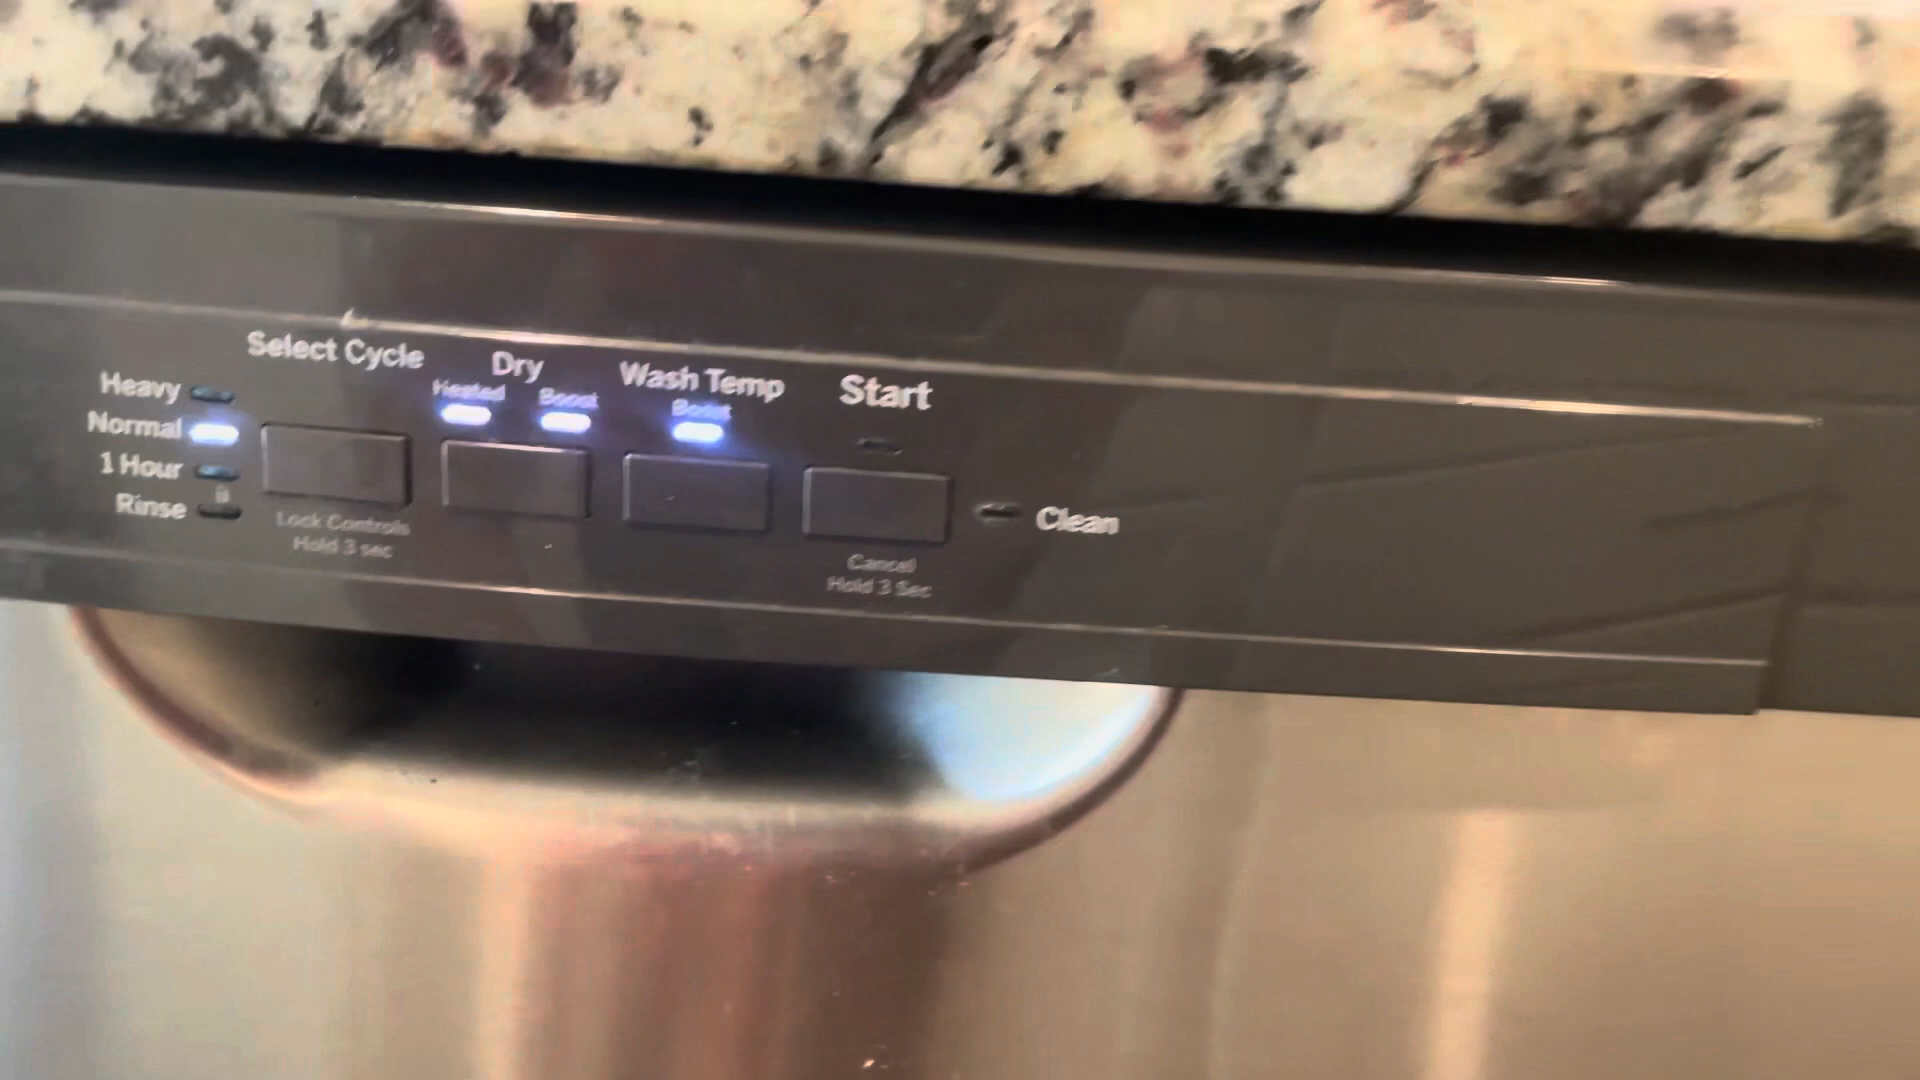 Select Cycle
Heavy
Normal
1 Hour
Rinse
Lock Controls
Hold 3 sec
Dry
Heated Boost
Wash Temp
Boost
Start
Cancel
Hold 3 Sec
Clean